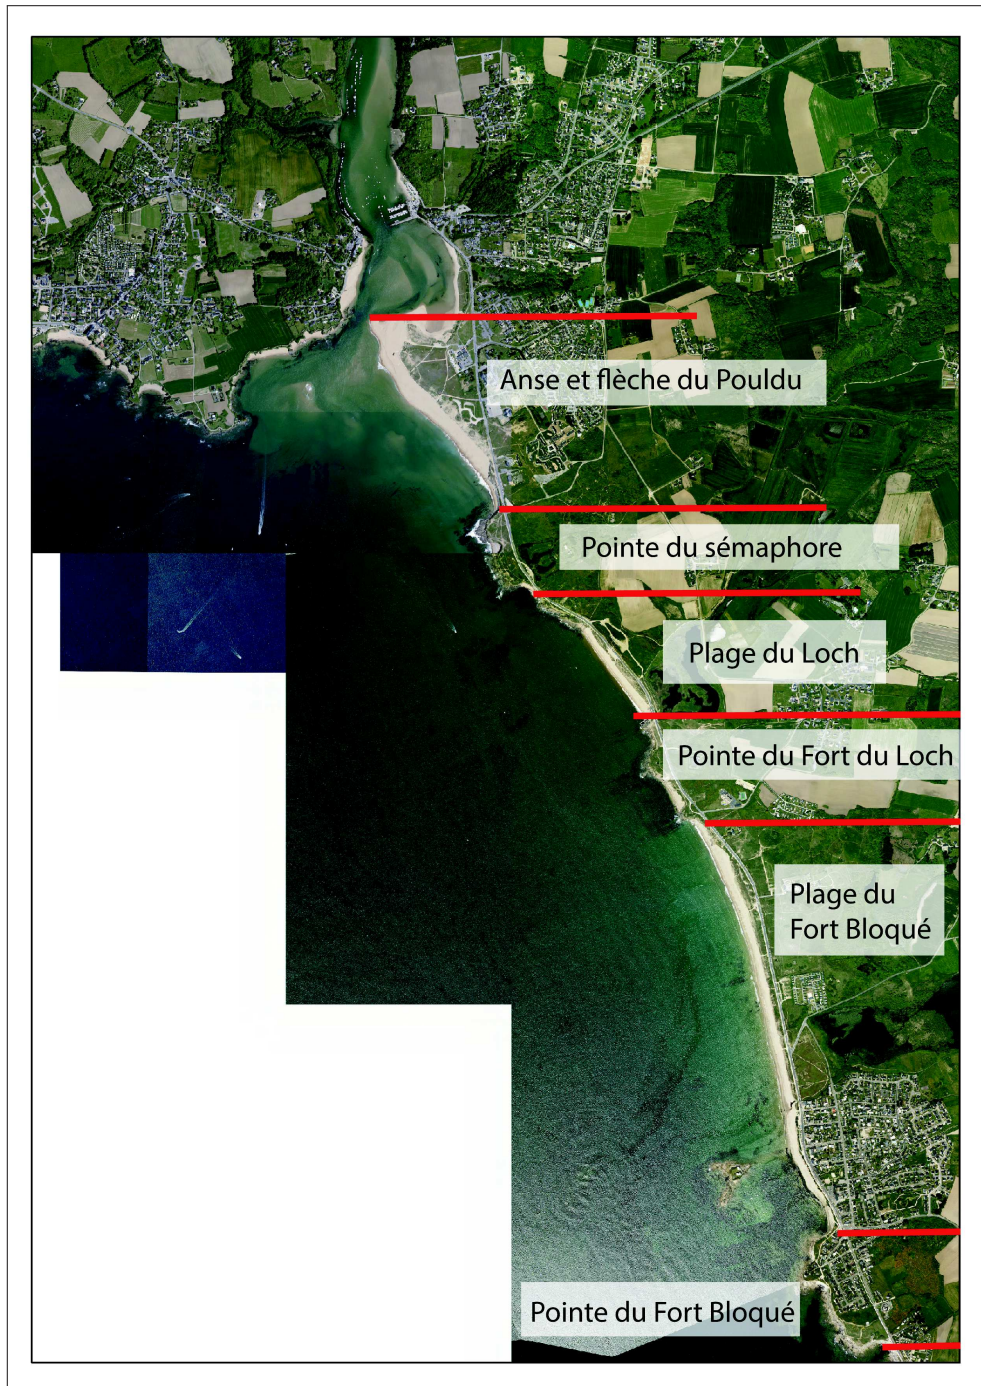 Anse et flèche du Pouldu
Pointe du sémaphore
Plage du Loch
Pointe du Fort du Loch
Plage du
Fort Bloqué
Pointe du Fort Bloqué